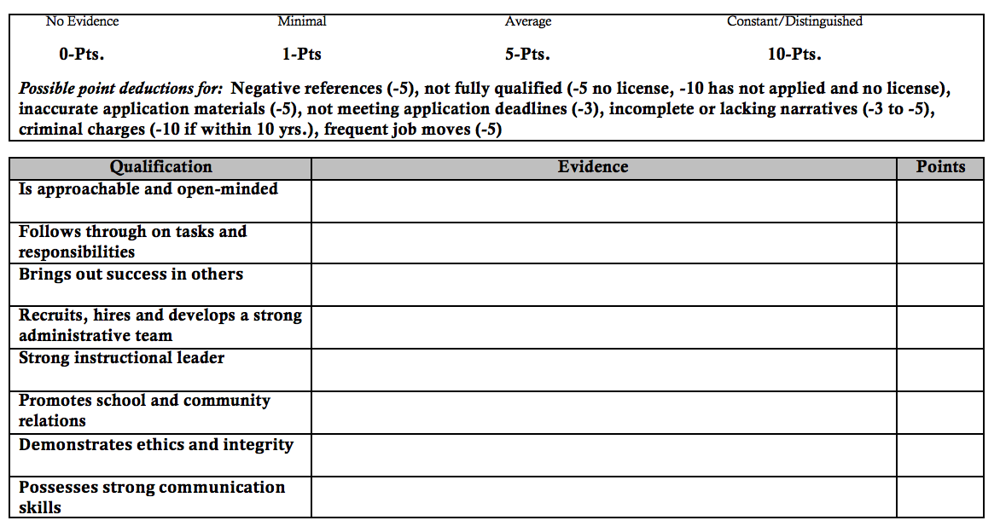 No Evidence Minimal Average Constant/Distinguished
0-Pts. 1-Pts 5-Pts. 10-Pts.
Possible point deductions for: Negative references (-5), not fully qualified (-5 no license, -10 has not applied and no license),
inaccurate application materials (-5), not meeting application deadlines (-3), incomplete or lacking narratives (-3 to -5),
criminal charges (-10 if within 10 yrs.), frequent job moves (-5)
Qualification Evidence Points
Is approachable and open-minded
Follows through on tasks and
responsibilities
Brings out success in others
Recruits, hires and develops a strong
administrative team
Strong instructional leader
Promotes school and community
relations
Demonstrates ethics and integrity
Possesses strong communication
skills